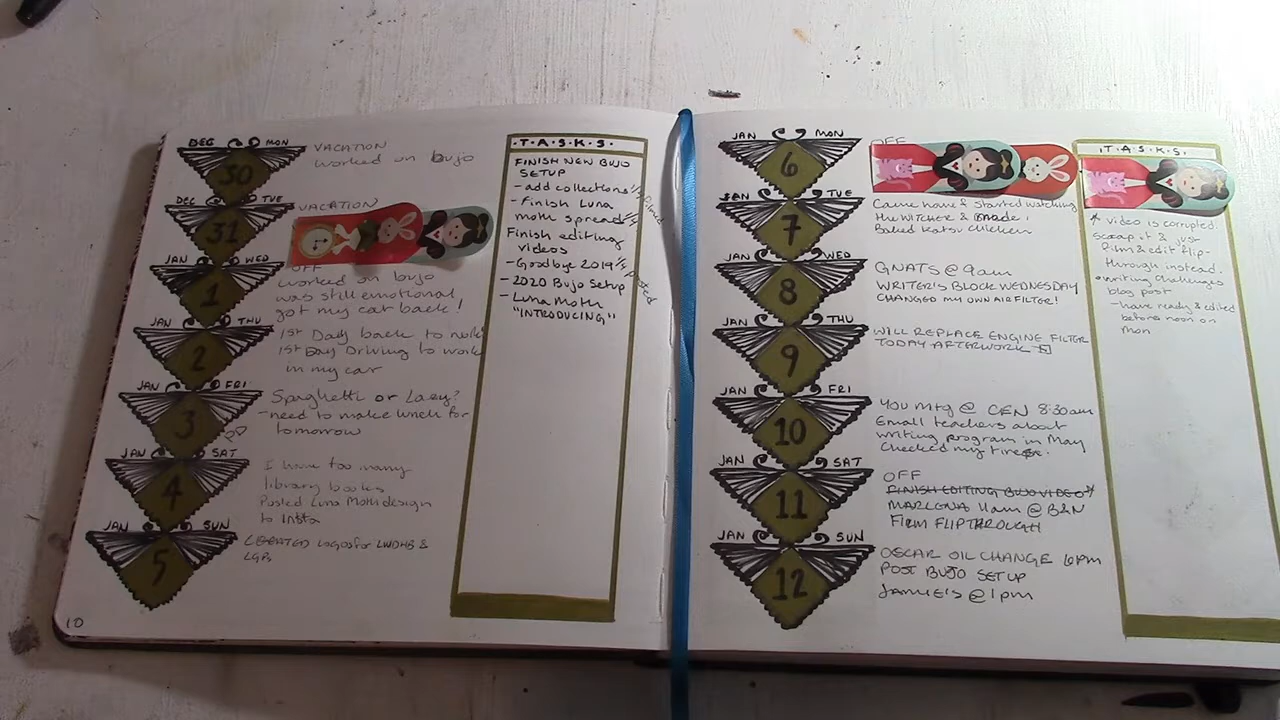 DEC MON
30
VACATION
worked on bujo
DEC TUE
31
VACATION
JAN WED
1
OFF
worked on bujo
was still emotional
got my car back!
JAN THU
2
1st Day back to work
1st Day Driving to work
in my car
JAN FRI
3
Spaghetti or Lazy?
- need to make lunch for
tomorrow
JAN SAT
4
I have too many
library books
Posted Luna Moth design
to Insta
JAN SUN
5
CREATED LOGOS for LWDHB &
LGB
10
TASKS
FINISH NEW BUJO
SETUP
- add collections
- Finish Luna
moth spread 1/4
Finish editing
videos
- Goodbye 2019 1/4 posted
- 2020 BUJO SETUP
- Luna Moth
"INTRODUCING"
JAN MON
6
OFF
JAN TUE
7
Came home & started watching
the WITCHER & made
Baked Katsu Chicken
JAN WED
8
GNATS @ 9am
WRITER'S BLOCK WEDNESDAY
CHANGED MY OWN AIR FILTER!
JAN THU
9
WILL REPLACE ENGINE FILTER
TODAY AFTERWORK
JAN FRI
10
YOU Mtg @ CEN 8:30am
Email teachers about
writing program in May
Checked my tires.
JAN SAT
11
OFF
FINISH EDITING BUJO VIDEO
MARLONA 11am @ B&N
FILM FLIPTHROUGH
JAN SUN
12
OSCAR OIL CHANGE 6pm
POST BUJO SETUP
JAMIE'S @ 1pm
TASKS
* video is corrupted.
Scrap it & just
film & edit flip-
through instead.
• writing challenges
blog post
- have ready & edited
before noon on
Mon